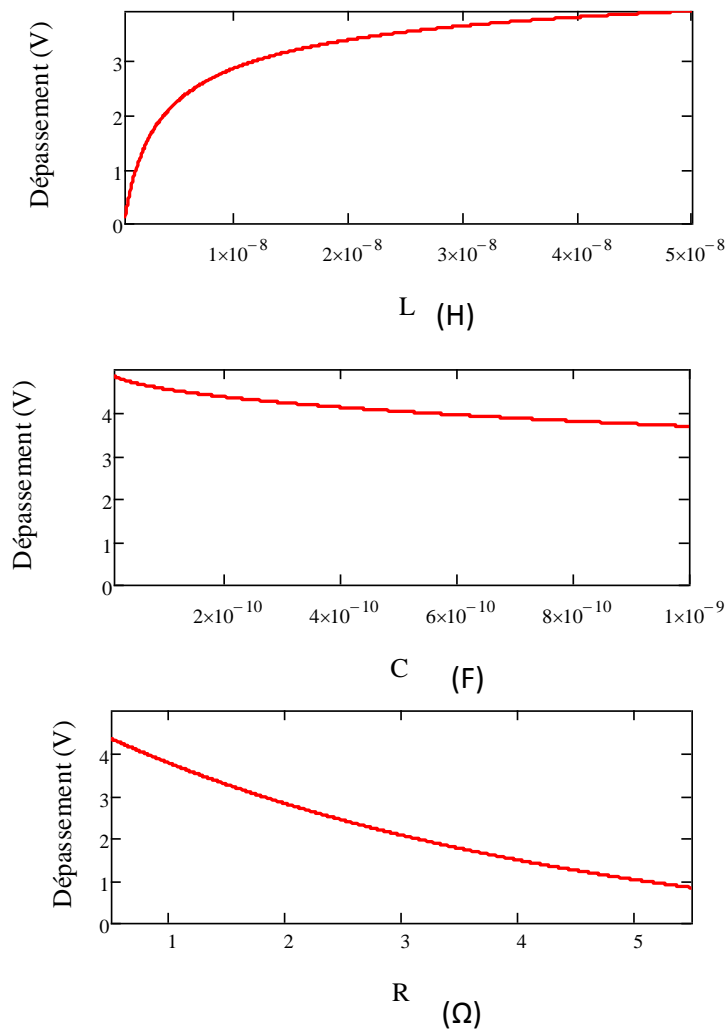 Dépassement (V)
3
2
1
0
1×10⁻⁸ 2×10⁻⁸ 3×10⁻⁸ 4×10⁻⁸ 5×10⁻⁸
L (H)
Dépassement (V)
4
3
2
1
0
2×10⁻¹⁰ 4×10⁻¹⁰ 6×10⁻¹⁰ 8×10⁻¹⁰ 1×10⁻⁹
C (F)
Dépassement (V)
4
3
2
1
0
1 2 3 4 5
R (Ω)